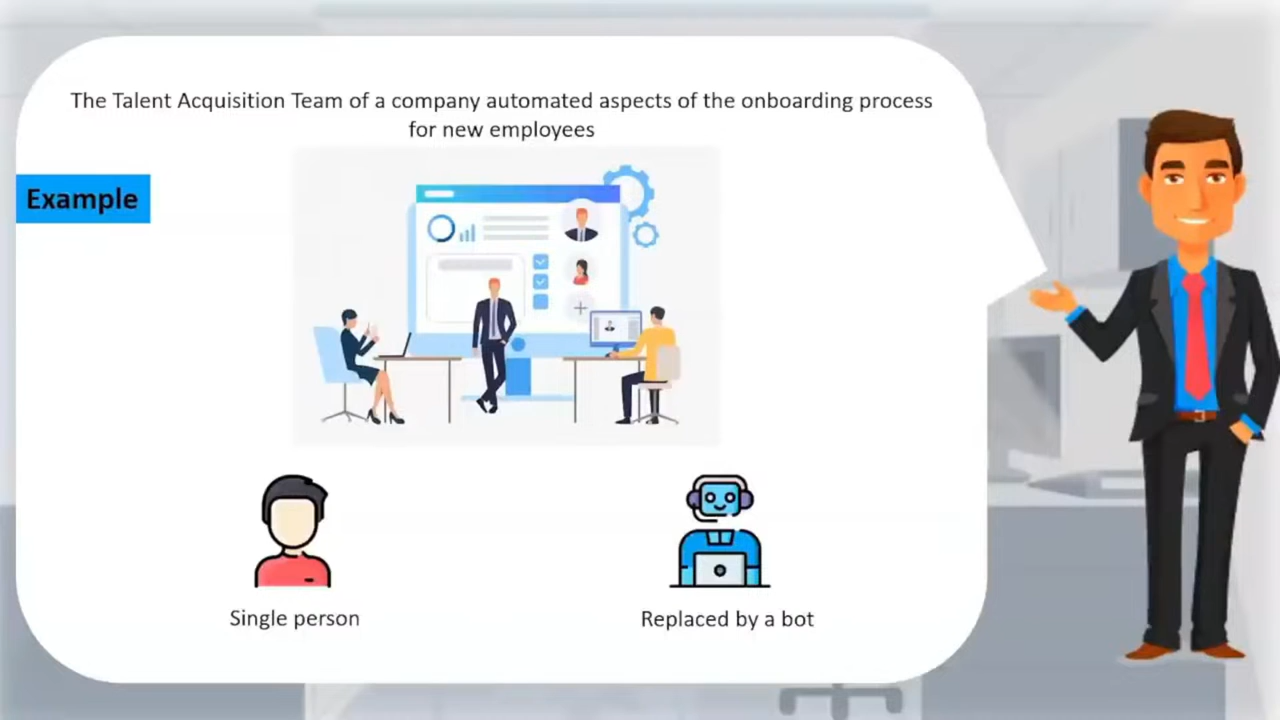 The Talent Acquisition Team of a company automated aspects of the onboarding process
for new employees
Example
Single person
Replaced by a bot